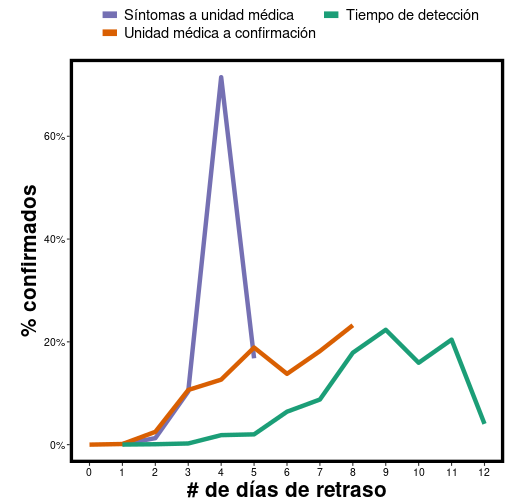 Síntomas a unidad médica
Tiempo de detección
Unidad médica a confirmación
% confirmados
60%
40%
20%
0%
0 1 2 3 4 5 6 7 8 9 10 11 12
# de días de retraso